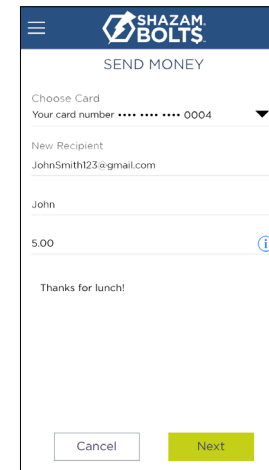 SHAZAM.
BOLT$.
SEND MONEY
Choose Card
Your card number •••• •••• •••• 0004
New Recipient
JohnSmith123@gmail.com
John
5.00
i
Thanks for lunch!
Cancel
Next